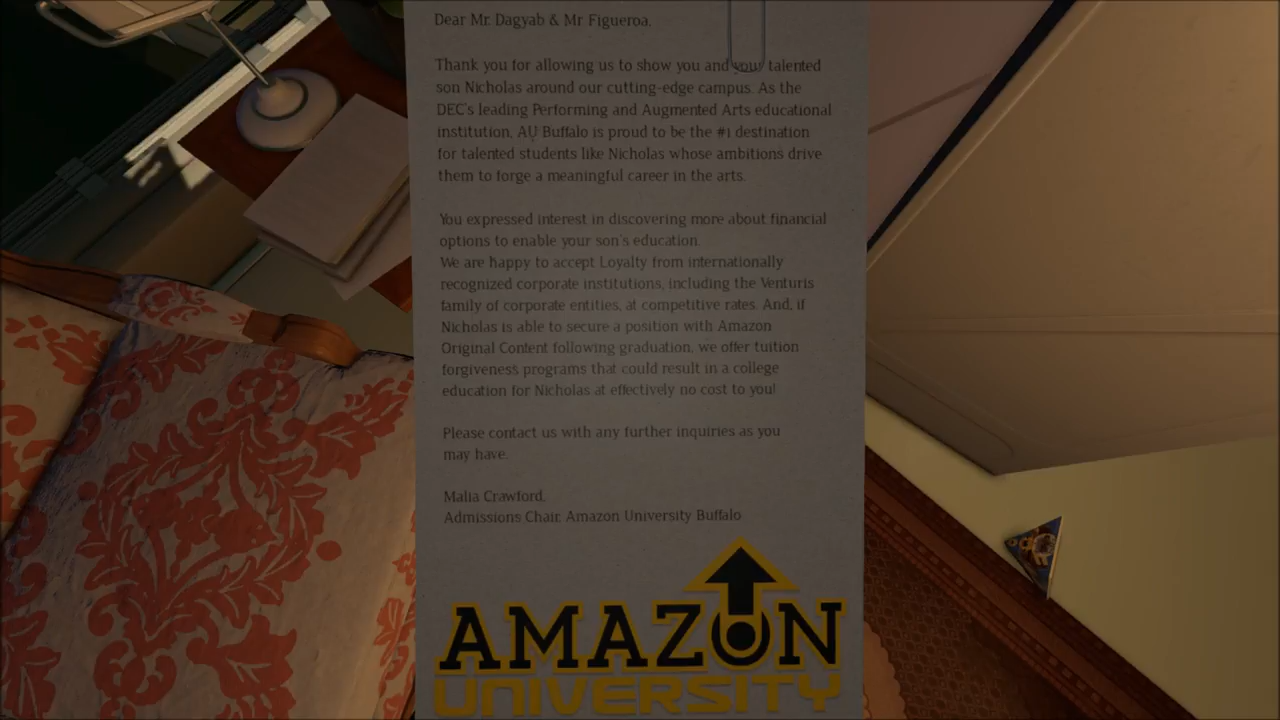 Dear Mr. Dagyab & Mr Figueroa,
Thank you for allowing us to show you and your talented
son Nicholas around our cutting-edge campus. As the
DEC's leading Performing and Augmented Arts educational
institution, AU Buffalo is proud to be the #1 destination
for talented students like Nicholas whose ambitions drive
them to forge a meaningful career in the arts.
You expressed interest in discovering more about financial
options to enable your son's education.
We are happy to accept Loyalty from internationally
recognized corporate institutions, including the Venturis
family of corporate entities, at competitive rates. And, if
Nicholas is able to secure a position with Amazon
Original Content following graduation, we offer tuition
forgiveness programs that could result in a college
education for Nicholas at effectively no cost to you!
Please contact us with any further inquiries as you
may have.
Malia Crawford,
Admissions Chair, Amazon University Buffalo
AMAZON
UNIVERSITY